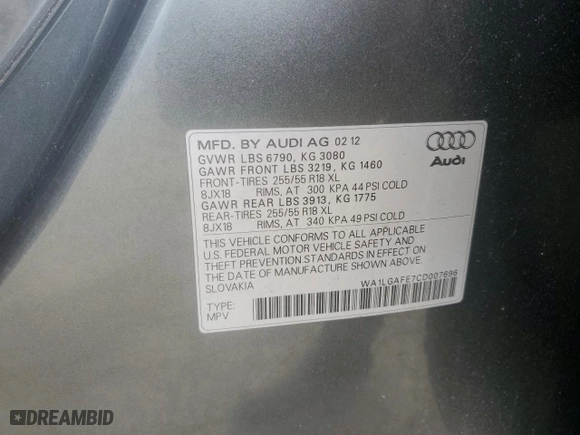 MFD. BY AUDI AG 02 12
GVWR LBS 6790, KG 3080
GAWR FRONT LBS 3219, KG 1460
FRONT-TIRES 255/55 R18 XL
8JX18 RIMS, AT 300 KPA 44 PSI COLD
GAWR REAR LBS 3913, KG 1775
REAR-TIRES 255/55 R18 XL
8JX18 RIMS, AT 340 KPA 49 PSI COLD
Audi
THIS VEHICLE CONFORMS TO ALL APPLICABLE
U.S. FEDERAL MOTOR VEHICLE SAFETY AND
THEFT PREVENTION STANDARDS IN EFFECT ON
THE DATE OF MANUFACTURE SHOWN ABOVE.
SLOVAKIA
WA1LGAFE7CD007696
TYPE:
MPV
DREAMBID